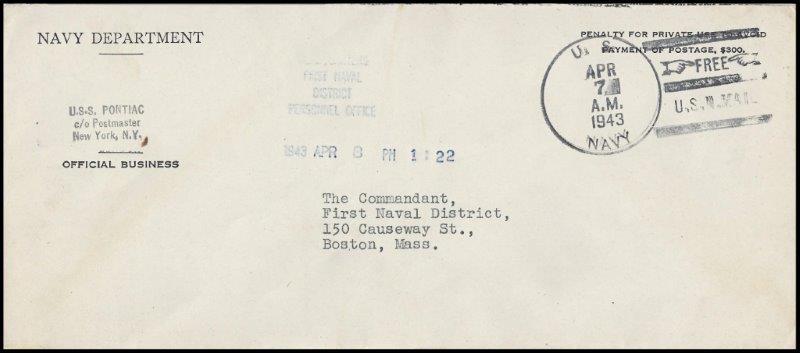 NAVY DEPARTMENT
U.S.S. PONTIAC
c/o Postmaster
New York, N.Y.
OFFICIAL BUSINESS
FIRST NAVAL
DISTRICT
PERSONNEL OFFICE
1943 APR 8 PM 1:22
PENALTY FOR PRIVATE USE TO AVOID
PAYMENT OF POSTAGE, $300.
U. S.
APR
7
A.M.
1943
NAVY
FREE
U.S.N. MAIL
The Commandant,
First Naval District,
150 Causeway St.,
Boston, Mass.